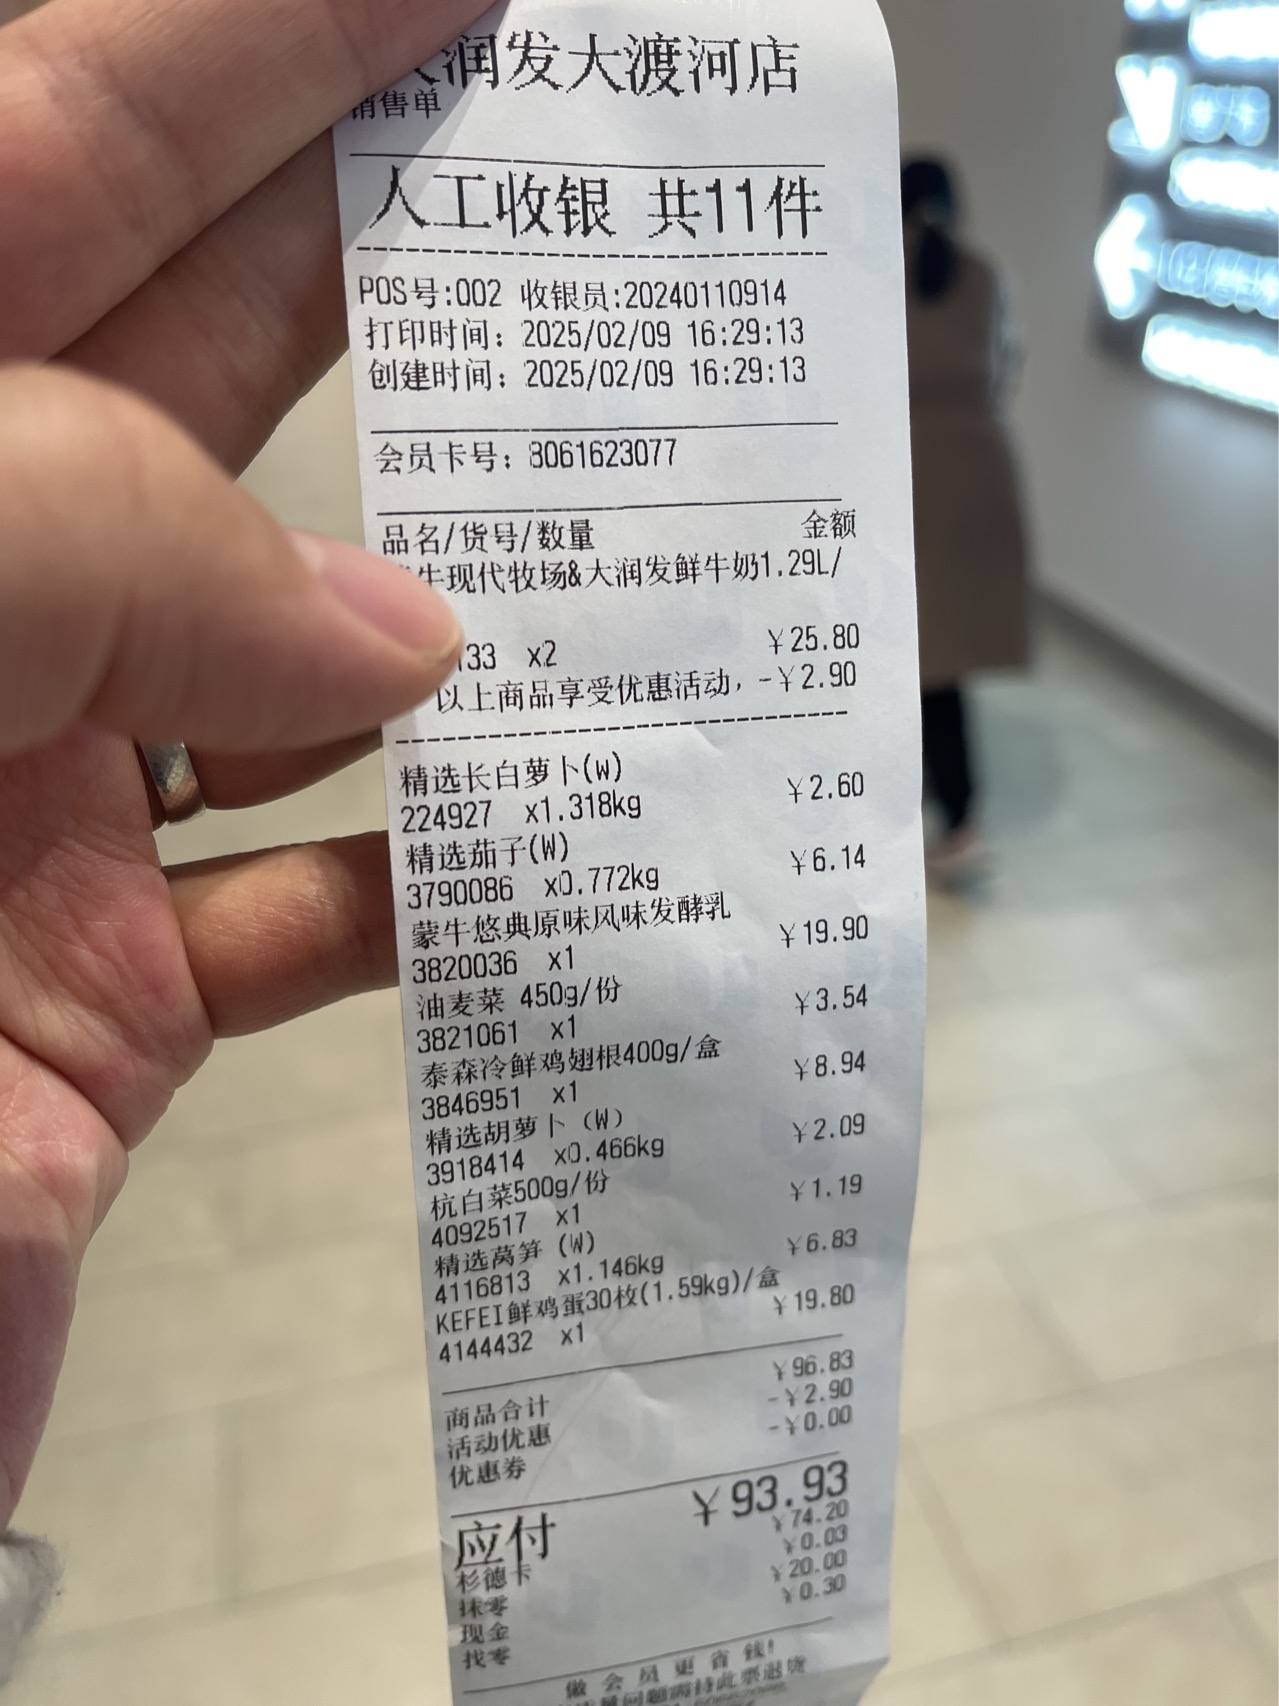 润发大渡河店
销售单
人工收银 共11件
POS号:002 收银员:20240110914
打印时间：2025/02/09 16:29:13
创建时间：2025/02/09 16:29:13
会员卡号：3061623077
品名/货号/数量 金额
牛现代牧场&大润发鲜牛奶1.29L/
133 x2 ￥25.80
以上商品享受优惠活动，-￥2.90
精选长白萝卜(W) ￥2.60
224927 x1.318kg
精选茄子(W) ￥6.14
3790086 x0.772kg
蒙牛悠典原味风味发酵乳 ￥19.90
3820036 x1
油麦菜 450g/份 ￥3.54
3821061 x1
泰森冷鲜鸡翅根400g/盒 ￥8.94
3846951 x1
精选胡萝卜（W） ￥2.09
3918414 x0.466kg
杭白菜500g/份 ￥1.19
4092517 x1
精选莴笋（W） ￥6.83
4116813 x1.146kg
KEFEI鲜鸡蛋30枚(1.59kg)/盒 ￥19.80
4144432 x1
商品合计 ￥96.83
活动优惠 -￥2.90
优惠券 -￥0.00
应付 ￥93.93
杉德卡 ￥74.20
抹零 ￥0.03
现金 ￥20.00
找零 ￥0.30
做会员更省钱!